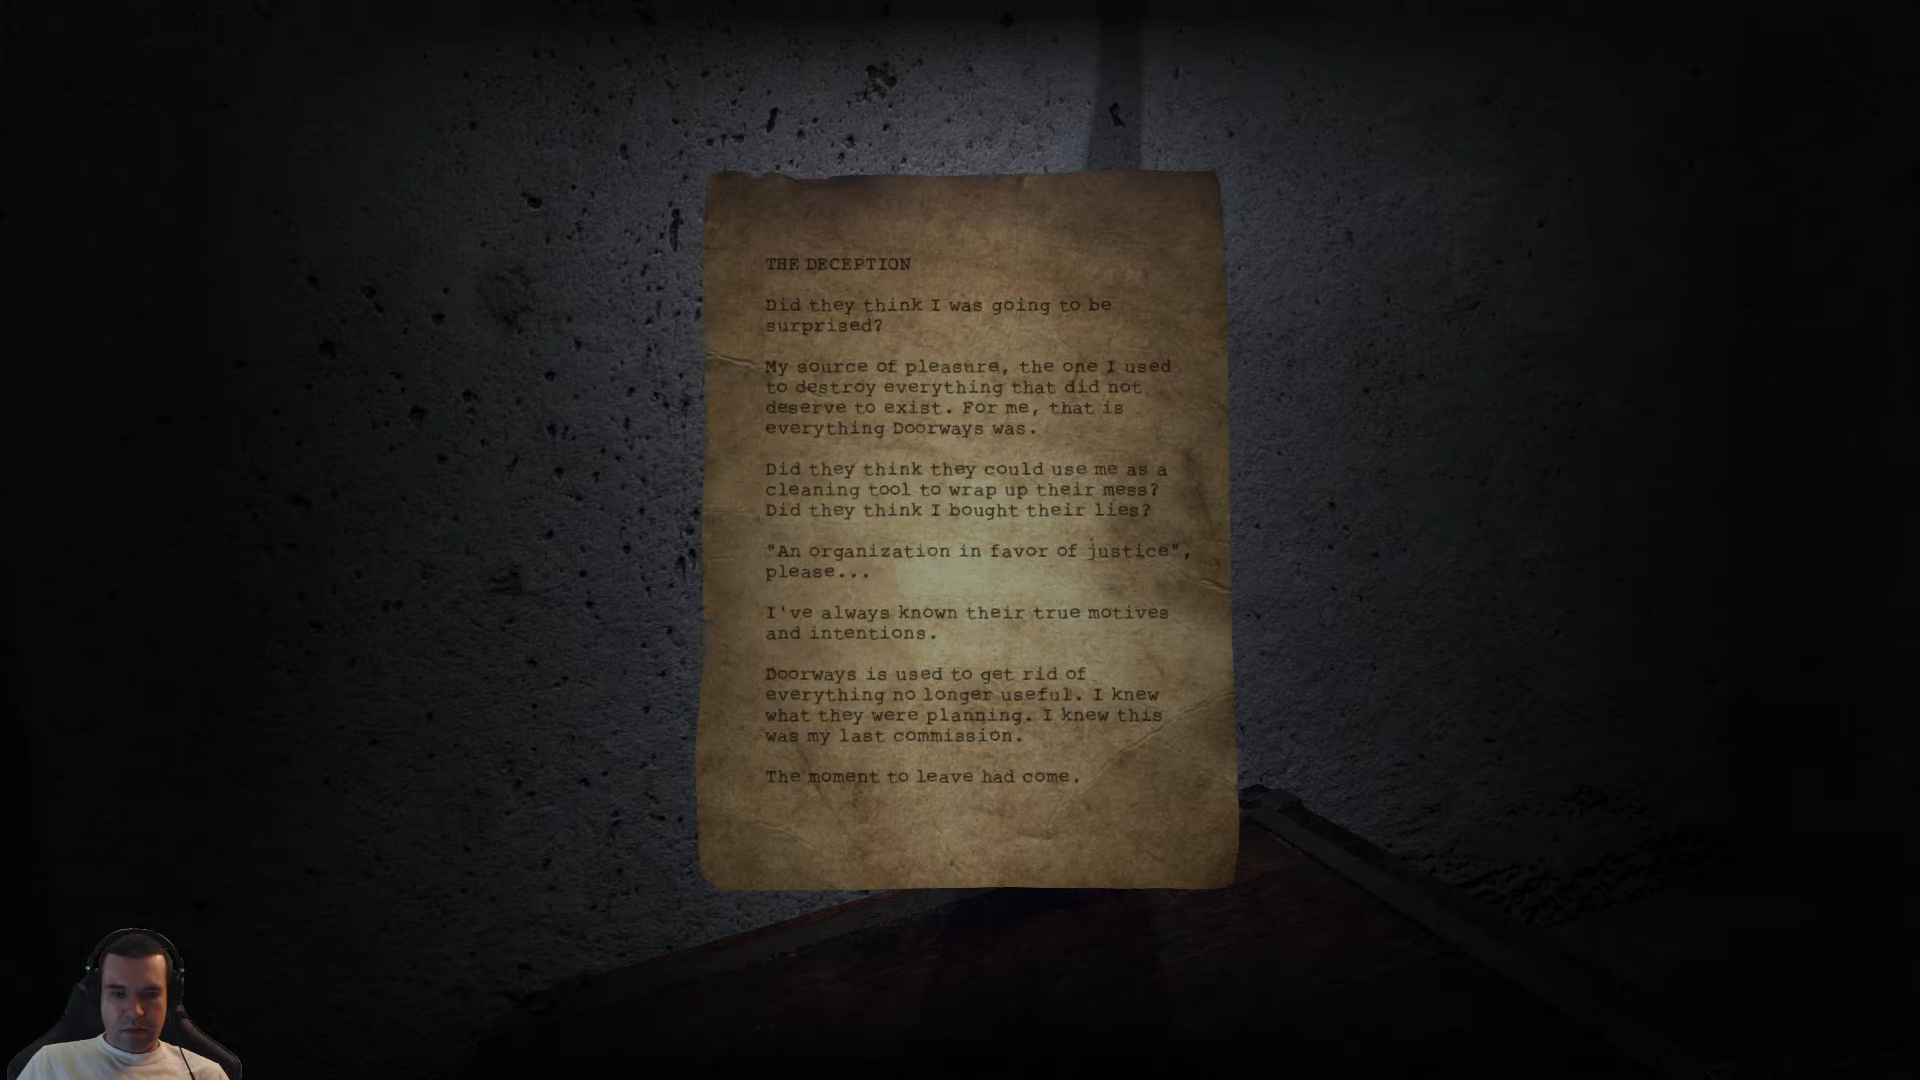 THE DECEPTION
Did they think I was going to be
surprised?
My source of pleasure, the one I used
to destroy everything that did not
deserve to exist. For me, that is
everything Doorways was.
Did they think they could use me as a
cleaning tool to wrap up their mess?
Did they think I bought their lies?
"An organization in favor of justice",
please...
I've always known their true motives
and intentions.
Doorways is used to get rid of
everything no longer useful. I knew
what they were planning. I knew this
was my last commission.
The moment to leave had come.